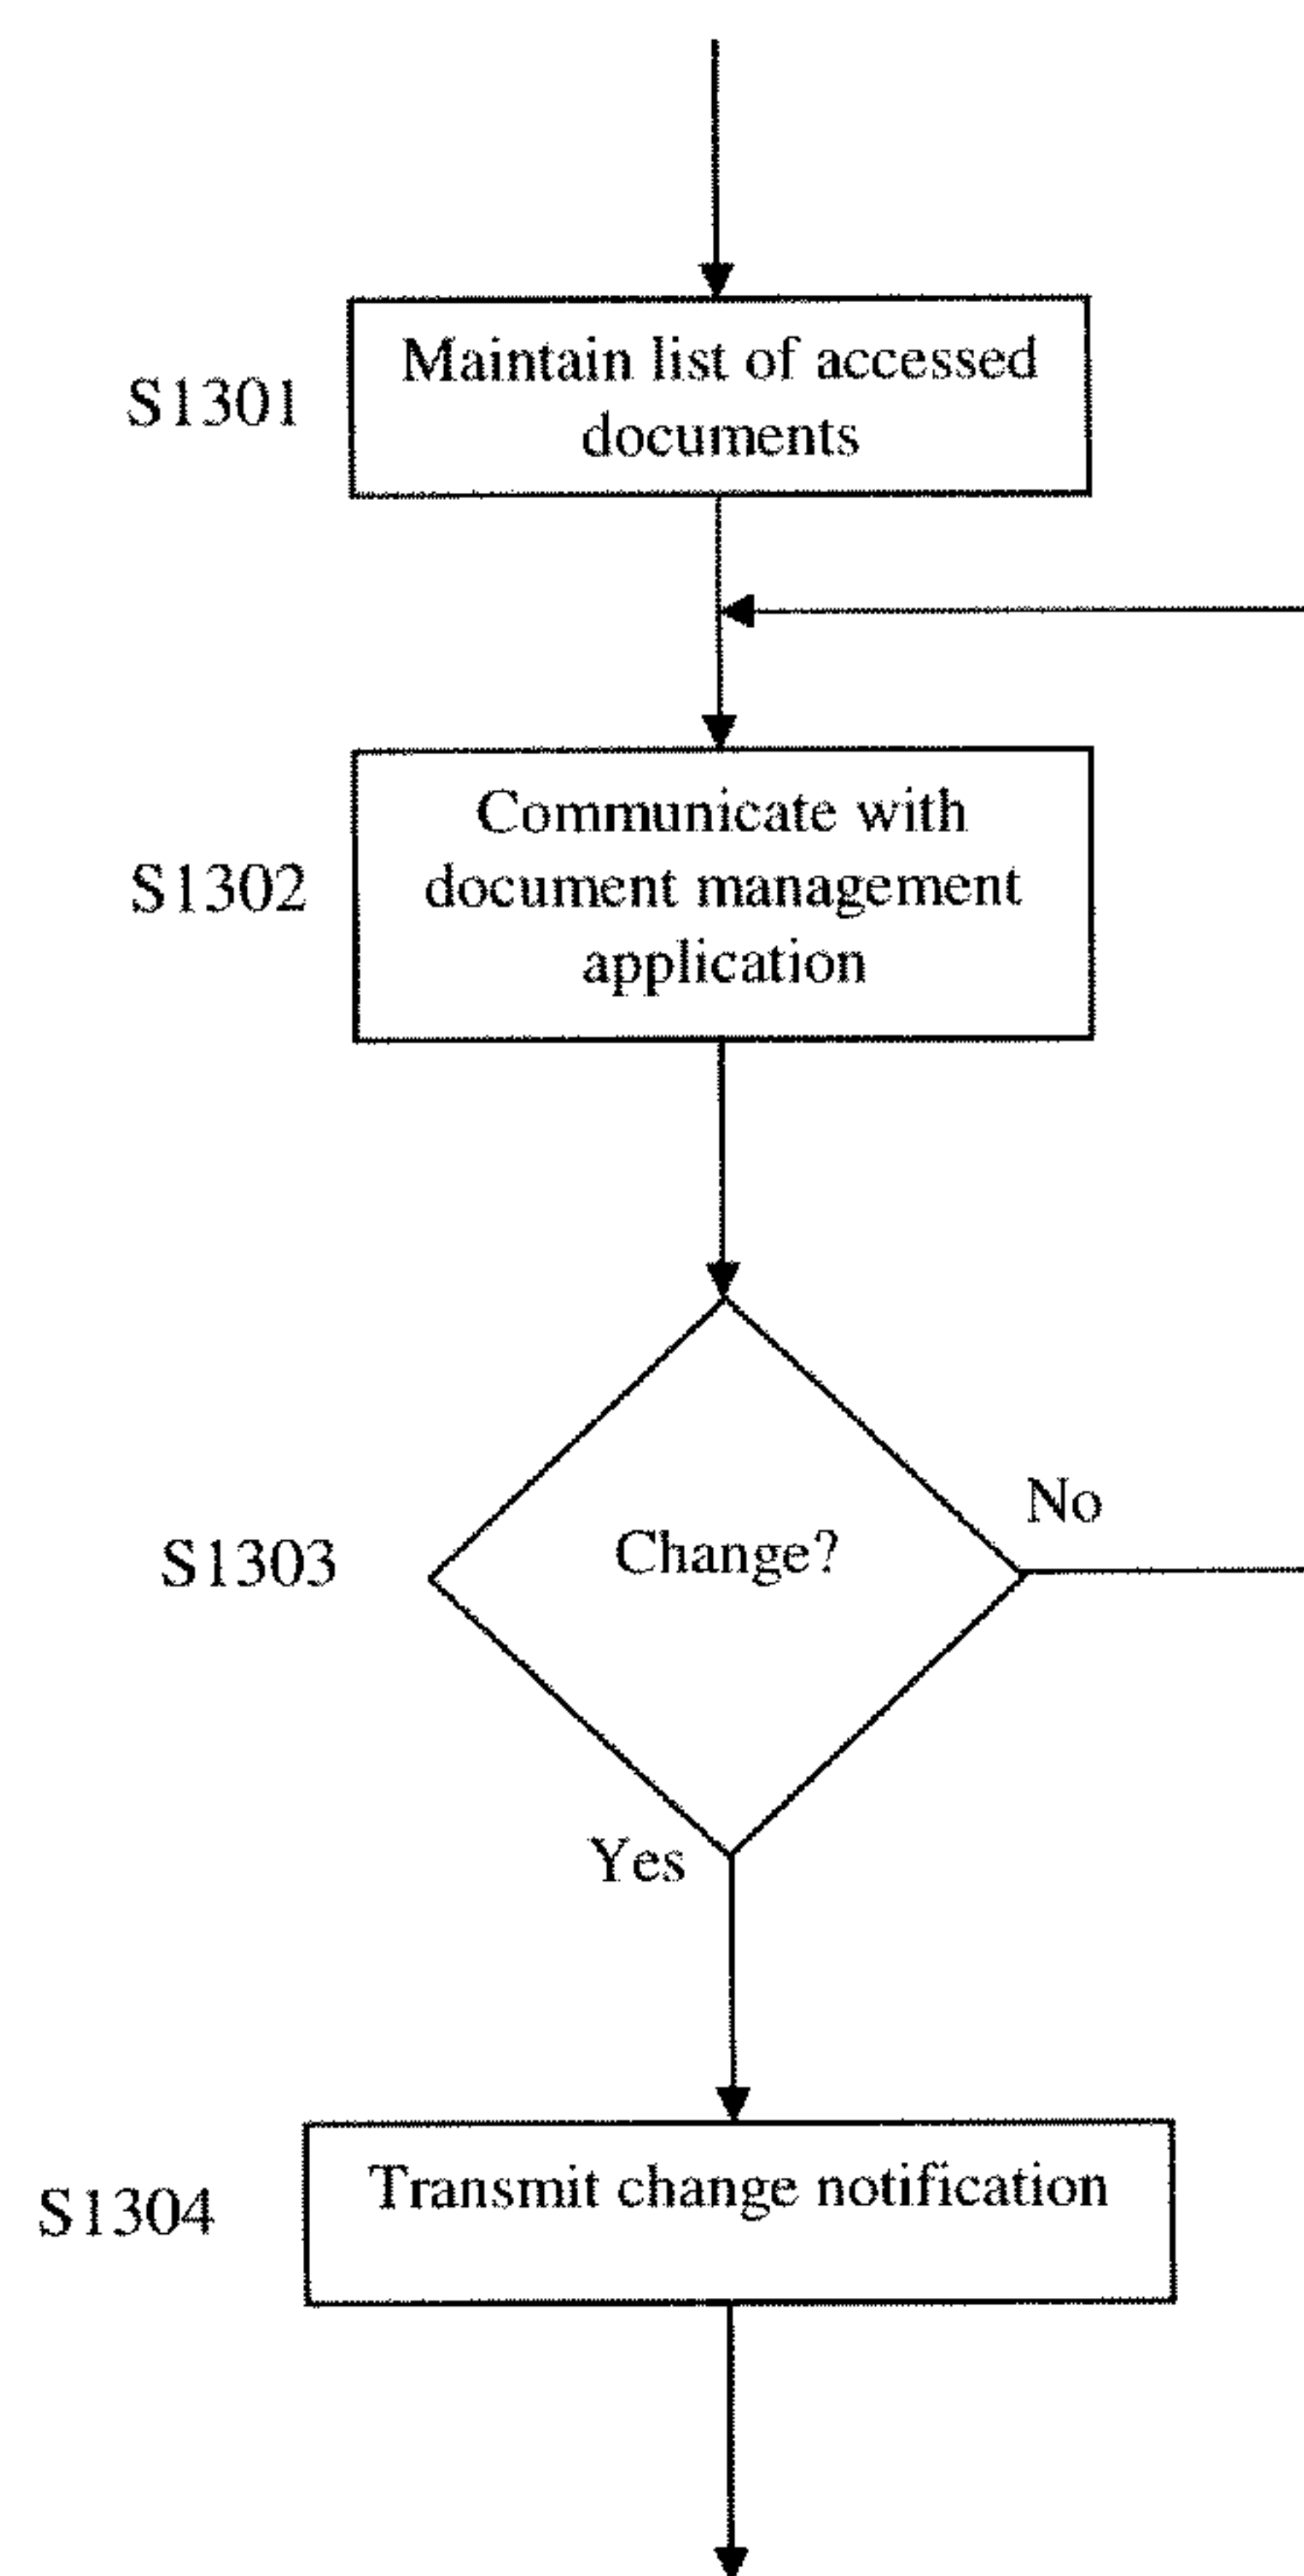 S1301
Maintain list of accessed
documents
S1302
Communicate with
document management
application
S1303
Change?
No
Yes
S1304
Transmit change notification